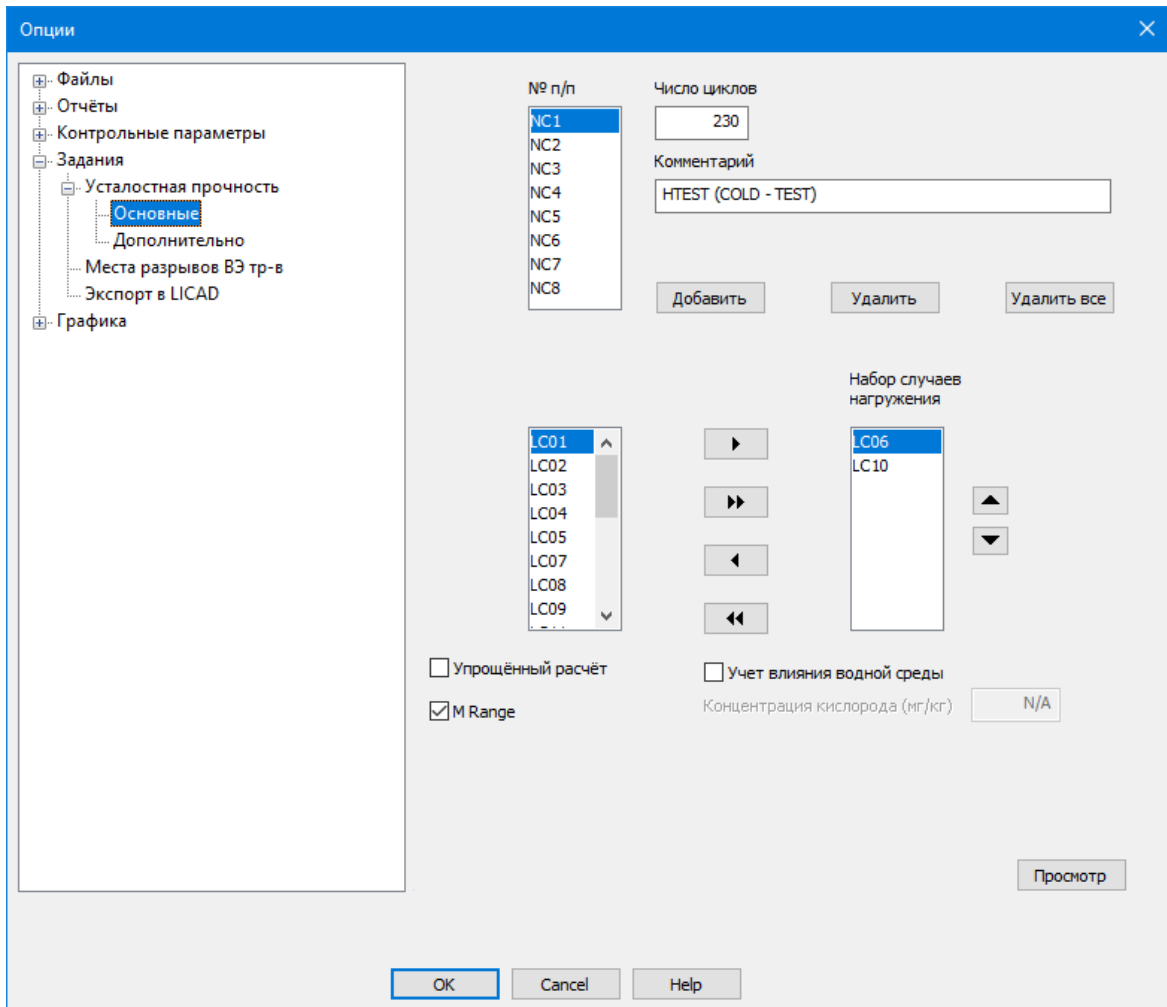 Опции
Файлы
Отчёты
Контрольные параметры
Задания
Усталостная прочность
Основные
Дополнительно
Места разрывов ВЭ тр-в
Экспорт в LICAD
Графика
№ п/п
NC1
NC2
NC3
NC4
NC5
NC6
NC7
NC8
Число циклов
230
Комментарий
HTEST (COLD - TEST)
Добавить
Удалить
Удалить все
LC01
LC02
LC03
LC04
LC05
LC07
LC08
LC09
Набор случаев
нагружения
LC06
LC10
Упрощённый расчёт
M Range
Учет влияния водной среды
Концентрация кислорода (мг/кг)
N/A
Просмотр
OK
Cancel
Help